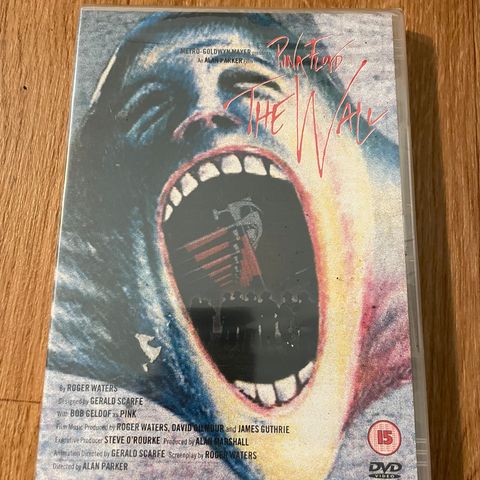 METRO-GOLDWYN-MAYER presents
An ALAN PARKER Film
PINK FLOYD
THE WALL
By ROGER WATERS
Designed by GERALD SCARFE
With BOB GELDOF as PINK
Film Music Produced by ROGER WATERS, DAVID GILMOUR and JAMES GUTHRIE
Executive Producer STEVE O'ROURKE Produced by ALAN MARSHALL
Animation Directed by GERALD SCARFE Screenplay by ROGER WATERS
Directed by ALAN PARKER
15
DVD
VIDEO